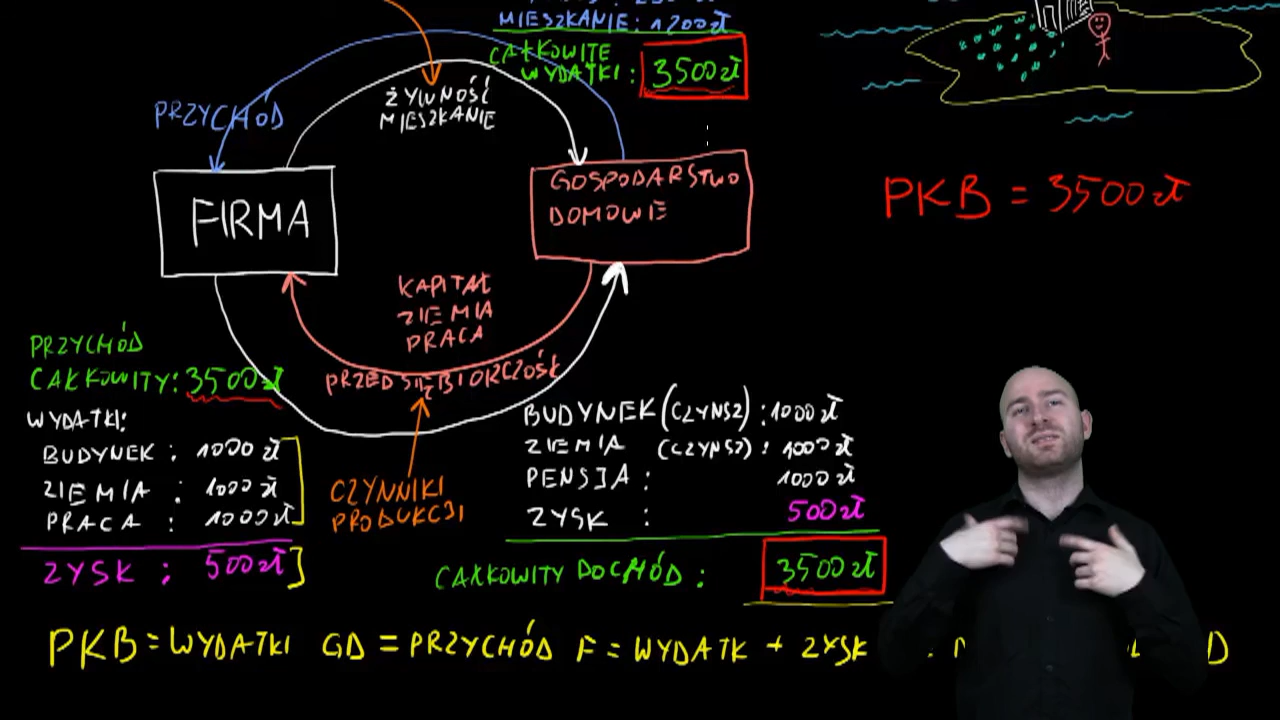 MIESZKANIE: 1200 zł
CAŁKOWITE
WYDATKI: 3500 zł
ŻYWNOŚĆ
MIESZKANIE
PRZYCHÓD
FIRMA
GOSPODARSTWO
DOMOWE
PKB = 3500 zł
KAPITAŁ
ZIEMIA
PRACA
PRZEDSIĘBIORCZOŚĆ
PRZYCHÓD
CAŁKOWITY: 3500 zł
WYDATKI:
BUDYNEK: 1000 zł
ZIEMIA: 1000 zł
PRACA: 1000 zł
ZYSK: 500 zł
CZYNNIKI
PRODUKCJI
BUDYNEK (CZYNSZ): 1000 zł
ZIEMIA (CZYNSZ): 1000 zł
PENSJA: 1000 zł
ZYSK: 500 zł
CAŁKOWITY DOCHÓD: 3500 zł
PKB = WYDATKI GD = PRZYCHÓD F = WYDATK + ZYSK